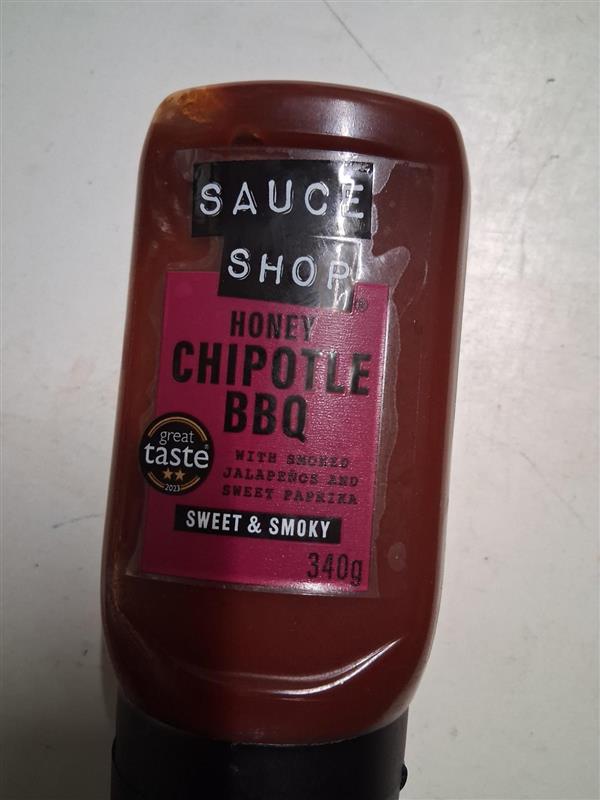 SAUCE
SHOP®
HONEY
CHIPOTLE
BBQ
great
taste®
2023
WITH SMOKED
JALAPEÑOS AND
SWEET PAPRIKA
SWEET & SMOKY
340g